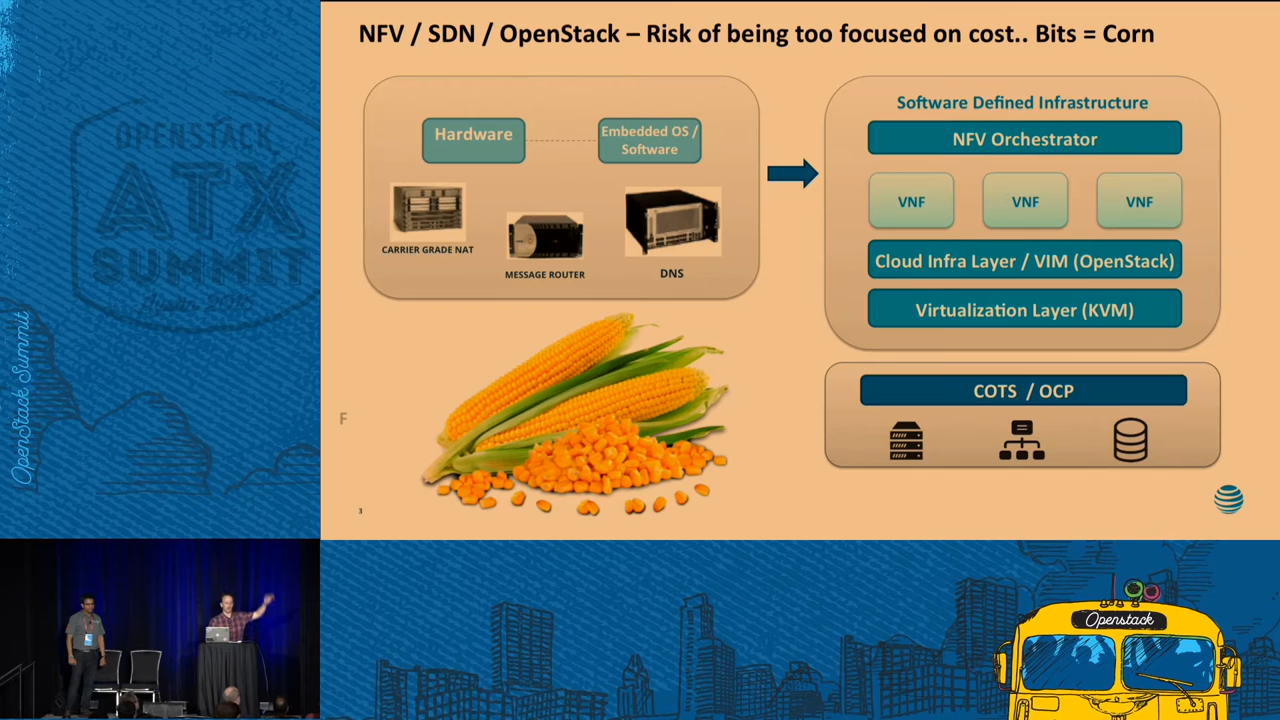 NFV / SDN / OpenStack – Risk of being too focused on cost.. Bits = Corn
Hardware
Embedded OS /
Software
CARRIER GRADE NAT
MESSAGE ROUTER
DNS
Software Defined Infrastructure
NFV Orchestrator
VNF
VNF
VNF
Cloud Infra Layer / VIM (OpenStack)
Virtualization Layer (KVM)
COTS / OCP
F
3
OPENSTACK
ATX
SUMMIT
Austin 2016
OpenStack Summit
Openstack